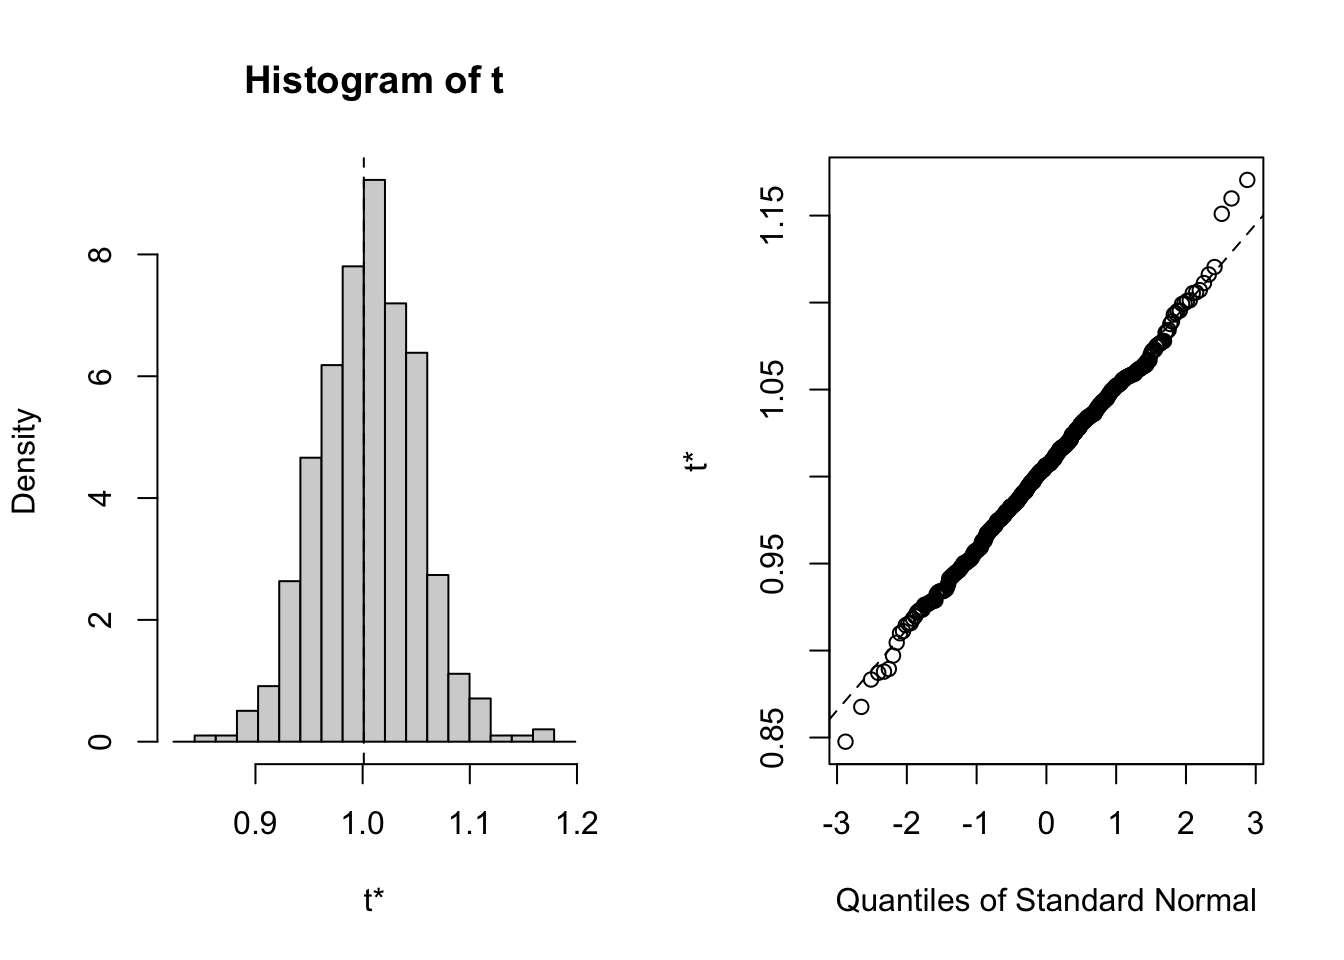 Histogram of t
Density
0
2
4
6
8
0.9 1.0 1.1 1.2
t*
t*
0.85
0.95
1.05
1.15
-3 -2 -1 0 1 2 3
Quantiles of Standard Normal